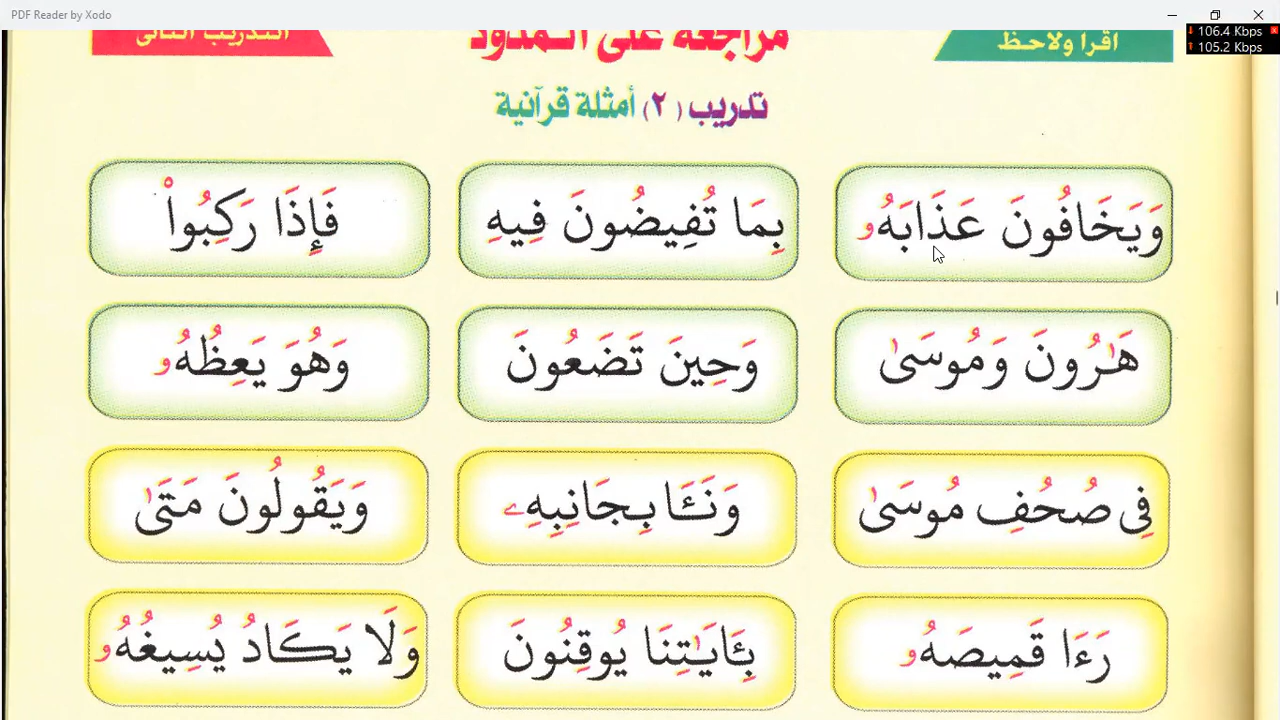 PDF Reader by Xodo
106.4 Kbps
105.2 Kbps
اقرأ ولاحظ
مراجعة على المدود
التدريب الثانى
تدريب (٢) أمثلة قرآنية
وَيَخَافُونَ عَذَابَهُۥ
بِمَا تُفِيضُونَ فِيهِ
فَإِذَا رَكِبُوا۟
هَٰرُونَ وَمُوسَىٰ
وَحِينَ تَضَعُونَ
وَهُوَ يَعِظُهُۥ
فِى صُحُفِ مُوسَىٰ
وَنَـَٔا بِجَانِبِهِۦ
وَيَقُولُونَ مَتَىٰ
رَءَا قَمِيصَهُۥ
بِـَٔايَـٰتِنَا يُوقِنُونَ
وَلَا يَكَادُ يُسِيغُهُۥ